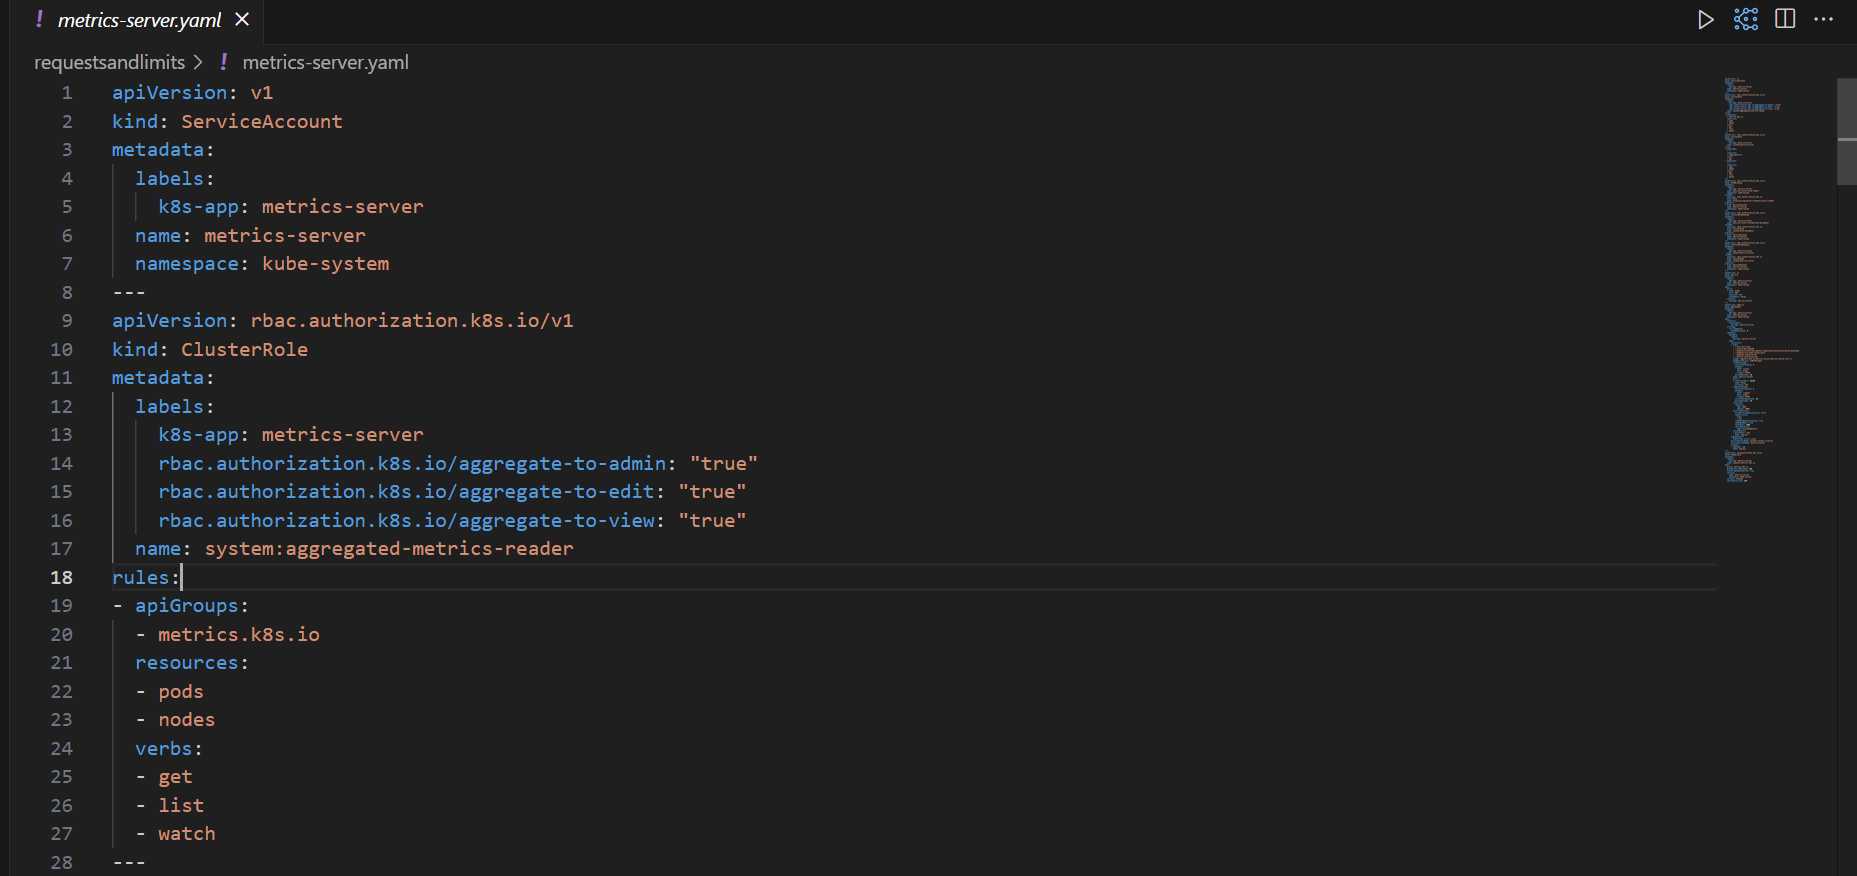 ! metrics-server.yaml ×
requestsandlimits > ! metrics-server.yaml
1 apiVersion: v1
2 kind: ServiceAccount
3 metadata:
4   labels:
5     k8s-app: metrics-server
6   name: metrics-server
7   namespace: kube-system
8 ---
9 apiVersion: rbac.authorization.k8s.io/v1
10 kind: ClusterRole
11 metadata:
12   labels:
13     k8s-app: metrics-server
14     rbac.authorization.k8s.io/aggregate-to-admin: "true"
15     rbac.authorization.k8s.io/aggregate-to-edit: "true"
16     rbac.authorization.k8s.io/aggregate-to-view: "true"
17   name: system:aggregated-metrics-reader
18 rules:
19 - apiGroups:
20   - metrics.k8s.io
21   resources:
22   - pods
23   - nodes
24   verbs:
25   - get
26   - list
27   - watch
28 ---